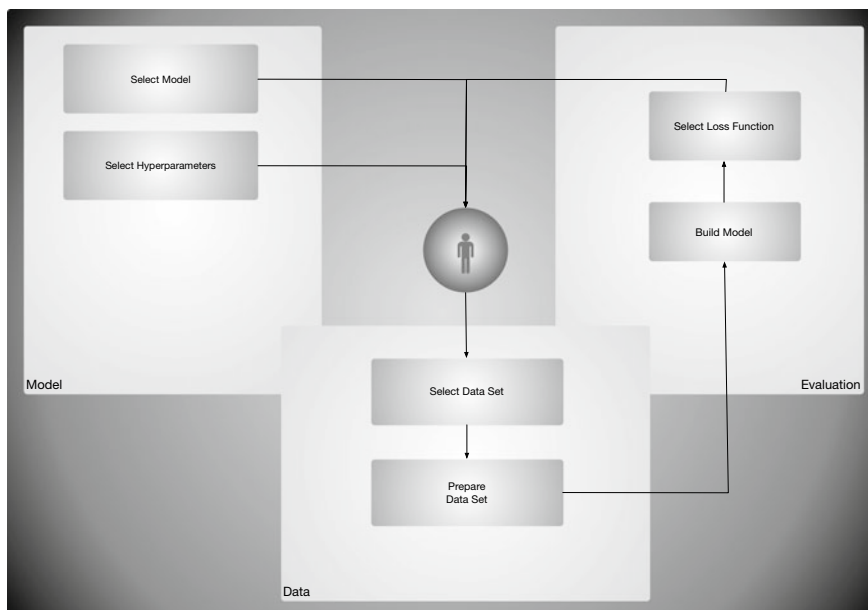 Select Model
Select Hyperparameters
Model
Select Loss Function
Build Model
Evaluation
Select Data Set
Prepare
Data Set
Data